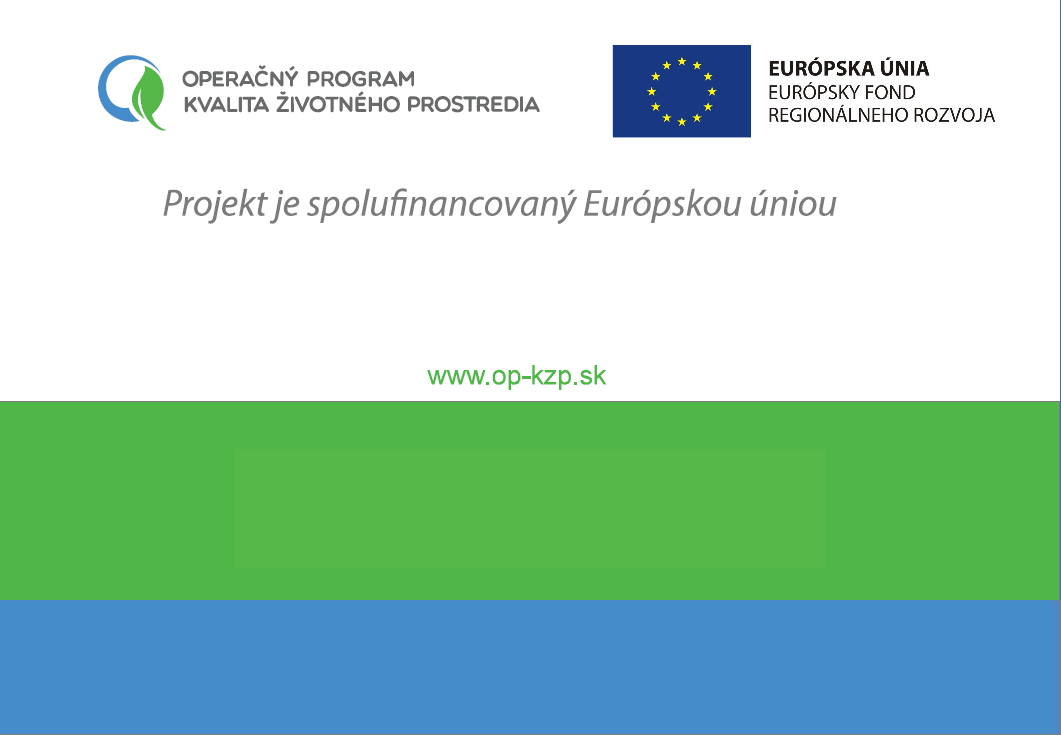 OPERAČNÝ PROGRAM
KVALITA ŽIVOTNÉHO PROSTREDIA
EURÓPSKA ÚNIA
EURÓPSKY FOND
REGIONÁLNEHO ROZVOJA
Projekt je spolufinancovaný Európskou úniou
www.op-kzp.sk